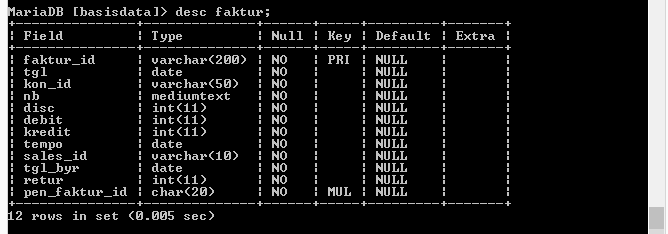 MariaDB [basisdata]> desc faktur;
+---------------+--------------+------+-----+---------+-------+
| Field         | Type         | Null | Key | Default | Extra |
+---------------+--------------+------+-----+---------+-------+
| faktur_id     | varchar(200) | NO   | PRI | NULL    |       |
| tgl           | date         | NO   |     | NULL    |       |
| kon_id        | varchar(50)  | NO   |     | NULL    |       |
| nb            | mediumtext   | NO   |     | NULL    |       |
| disc          | int(11)      | NO   |     | NULL    |       |
| debit         | int(11)      | NO   |     | NULL    |       |
| kredit        | int(11)      | NO   |     | NULL    |       |
| tempo         | date         | NO   |     | NULL    |       |
| sales_id      | varchar(10)  | NO   |     | NULL    |       |
| tgl_byr       | date         | NO   |     | NULL    |       |
| retur         | int(11)      | NO   |     | NULL    |       |
| pen_faktur_id | char(20)     | NO   | MUL | NULL    |       |
+---------------+--------------+------+-----+---------+-------+
12 rows in set (0.005 sec)